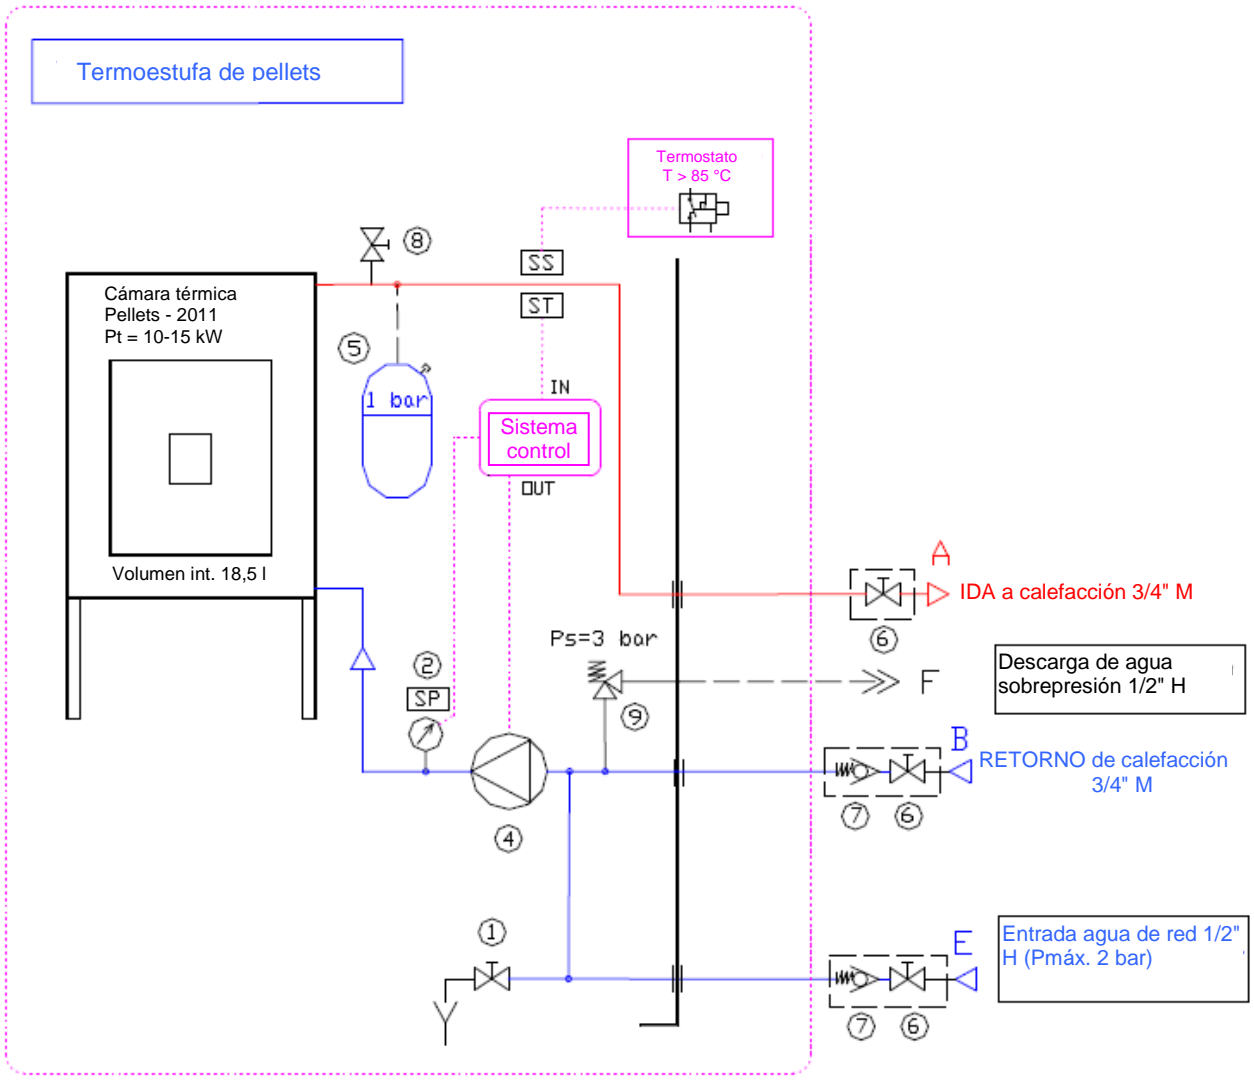 Termoestufa de pellets
Termostato
T > 85 °C
8
SS
Cámara térmica
Pellets - 2011
Pt = 10-15 kW
ST
5
IN
1 bar
Sistema
control
OUT
Volumen int. 18,5 l
A
IDA a calefacción 3/4" M
6
Ps=3 bar
2
SP
9
F
Descarga de agua
sobrepresión 1/2" H
B
RETORNO de calefacción
3/4" M
7
6
4
1
E
Entrada agua de red 1/2"
H (Pmáx. 2 bar)
7
6